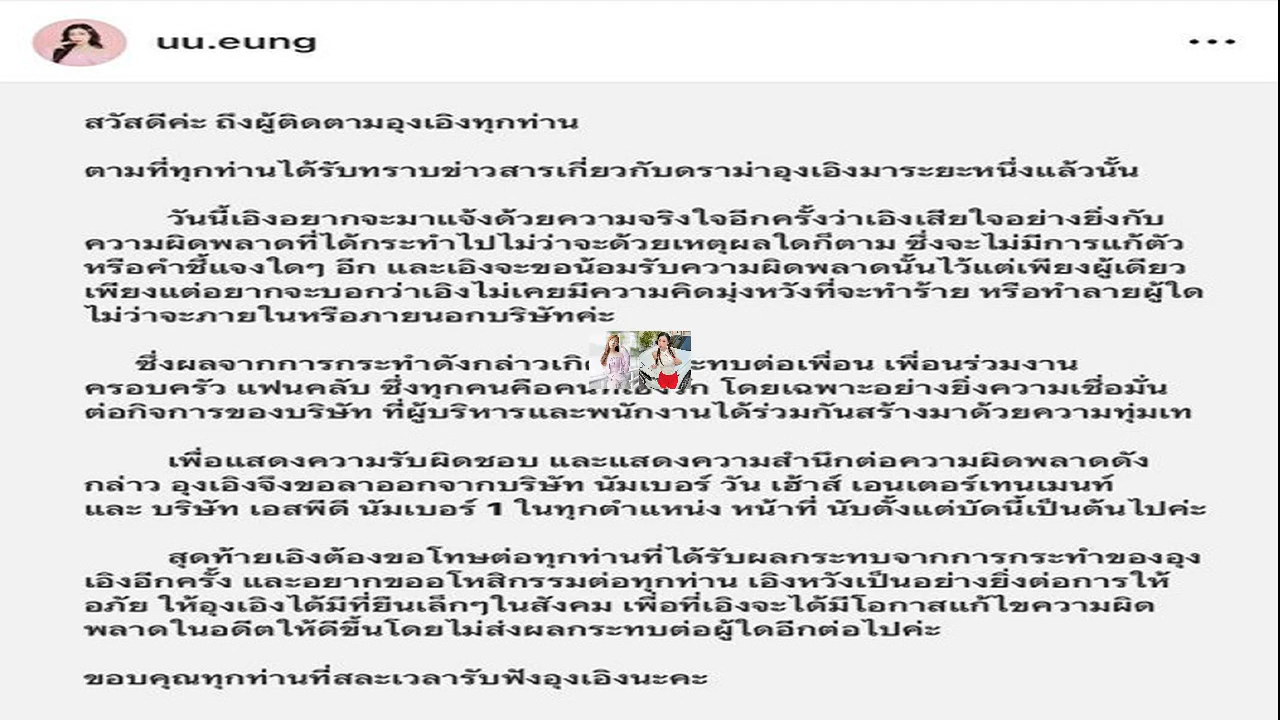 uu.eung
สวัสดีค่ะ ถึงผู้ติดตามอุงเอิงทุกท่าน
ตามที่ทุกท่านได้รับทราบข่าวสารเกี่ยวกับดราม่าอุงเอิงมาระยะหนึ่งแล้วนั้น
วันนี้เอิงอยากจะมาแจ้งด้วยความจริงใจอีกครั้งว่าเอิงเสียใจอย่างยิ่งกับ
ความผิดพลาดที่ได้กระทำไปไม่ว่าจะด้วยเหตุผลใดก็ตาม ซึ่งจะไม่มีการแก้ตัว
หรือคำชี้แจงใดๆ อีก และเอิงจะขอน้อมรับความผิดพลาดนั้นไว้แต่เพียงผู้เดียว
เพียงแต่อยากจะบอกว่าเอิงไม่เคยมีความคิดมุ่งหวังที่จะทำร้าย หรือทำลายผู้ใด
ไม่ว่าจะภายในหรือภายนอกบริษัทค่ะ
ซึ่งผลจากการกระทำดังกล่าวเกิ ะทบต่อเพื่อน เพื่อนร่วมงาน
ครอบครัว แฟนคลับ ซึ่งทุกคนคือคน โดยเฉพาะอย่างยิ่งความเชื่อมั่น
ต่อกิจการของบริษัท ที่ผู้บริหารและพนักงานได้ร่วมกันสร้างมาด้วยความทุ่มเท
เพื่อแสดงความรับผิดชอบ และแสดงความสำนึกต่อความผิดพลาดดัง
กล่าว อุงเอิงจึงขอลาออกจากบริษัท นัมเบอร์ วัน เฮ้าส์ เอนเตอร์เทนเมนท์
และ บริษัท เอสพีดี นัมเบอร์ 1 ในทุกตำแหน่ง หน้าที่ นับตั้งแต่บัดนี้เป็นต้นไปค่ะ
สุดท้ายเอิงต้องขอโทษต่อทุกท่านที่ได้รับผลกระทบจากการกระทำของอุง
เอิงอีกครั้ง และอยากขออโหสิกรรมต่อทุกท่าน เอิงหวังเป็นอย่างยิ่งต่อการให้
อภัย ให้อุงเอิงได้มีที่ยืนเล็กๆในสังคม เพื่อที่เอิงจะได้มีโอกาสแก้ไขความผิด
พลาดในอดีตให้ดีขึ้นโดยไม่ส่งผลกระทบต่อผู้ใดอีกต่อไปค่ะ
ขอบคุณทุกท่านที่สละเวลารับฟังอุงเอิงนะคะ